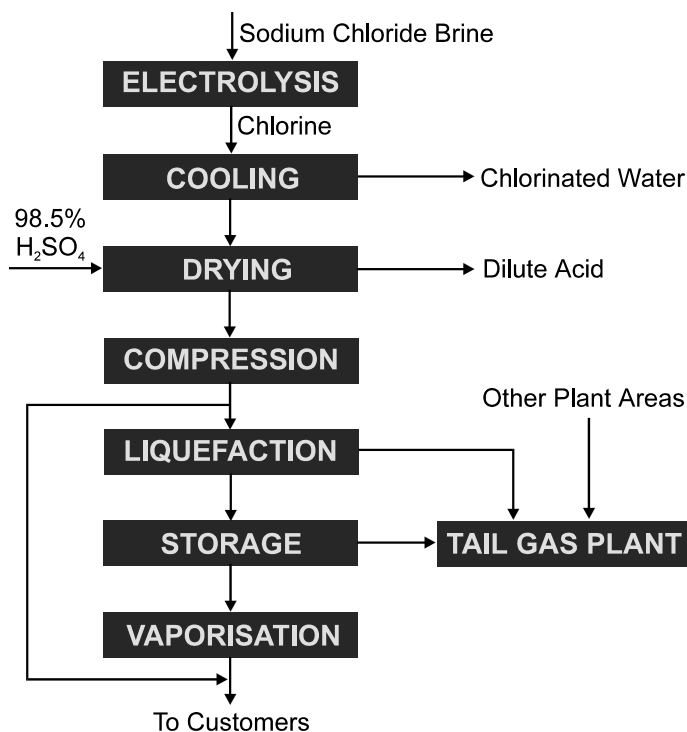 Sodium Chloride Brine
ELECTROLYSIS
Chlorine
COOLING
Chlorinated Water
98.5%
H₂SO₄
DRYING
Dilute Acid
COMPRESSION
Other Plant Areas
LIQUEFACTION
STORAGE
TAIL GAS PLANT
VAPORISATION
To Customers